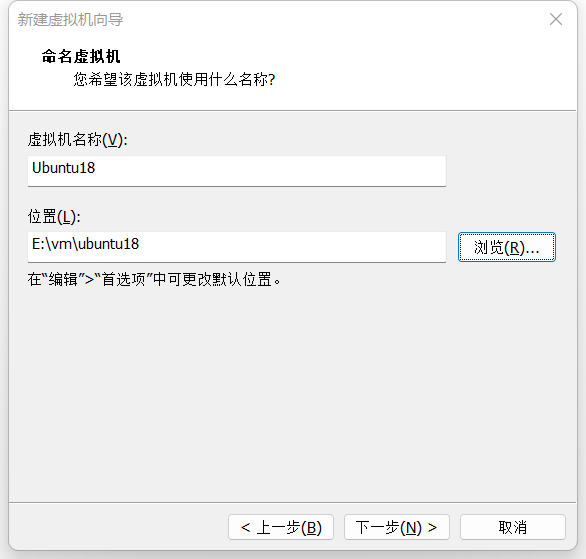 新建虚拟机向导
命名虚拟机
您希望该虚拟机使用什么名称?
虚拟机名称(V):
Ubuntu18
位置(L):
E:\vm\ubuntu18
浏览(R)...
在“编辑”>“首选项”中可更改默认位置。
< 上一步(B)
下一步(N) >
取消